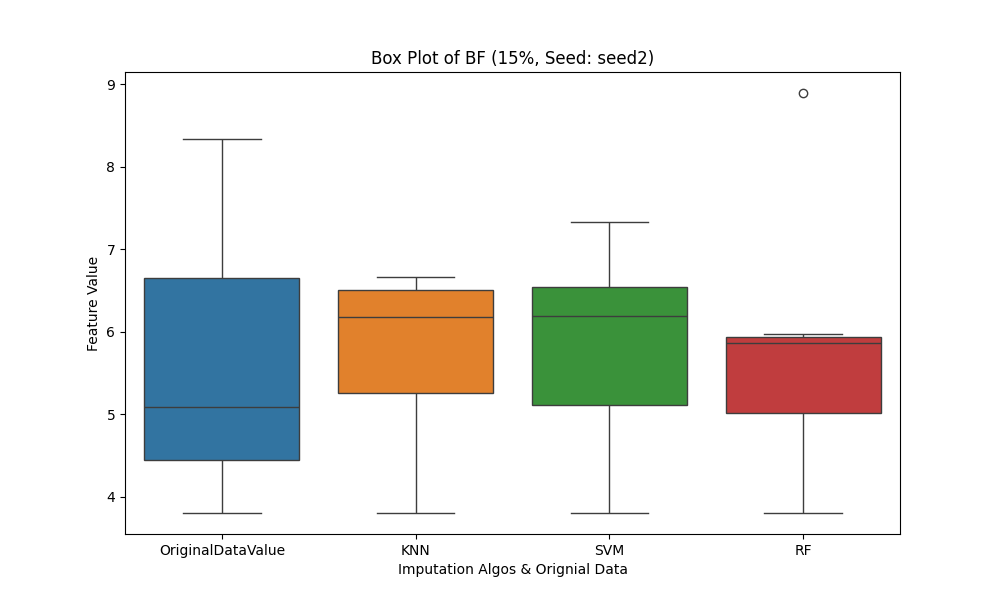 Box Plot of BF (15%, Seed: seed2)
9
8
7
6
5
4
Feature Value
OriginalDataValue
KNN
SVM
RF
Imputation Algos & Orignial Data